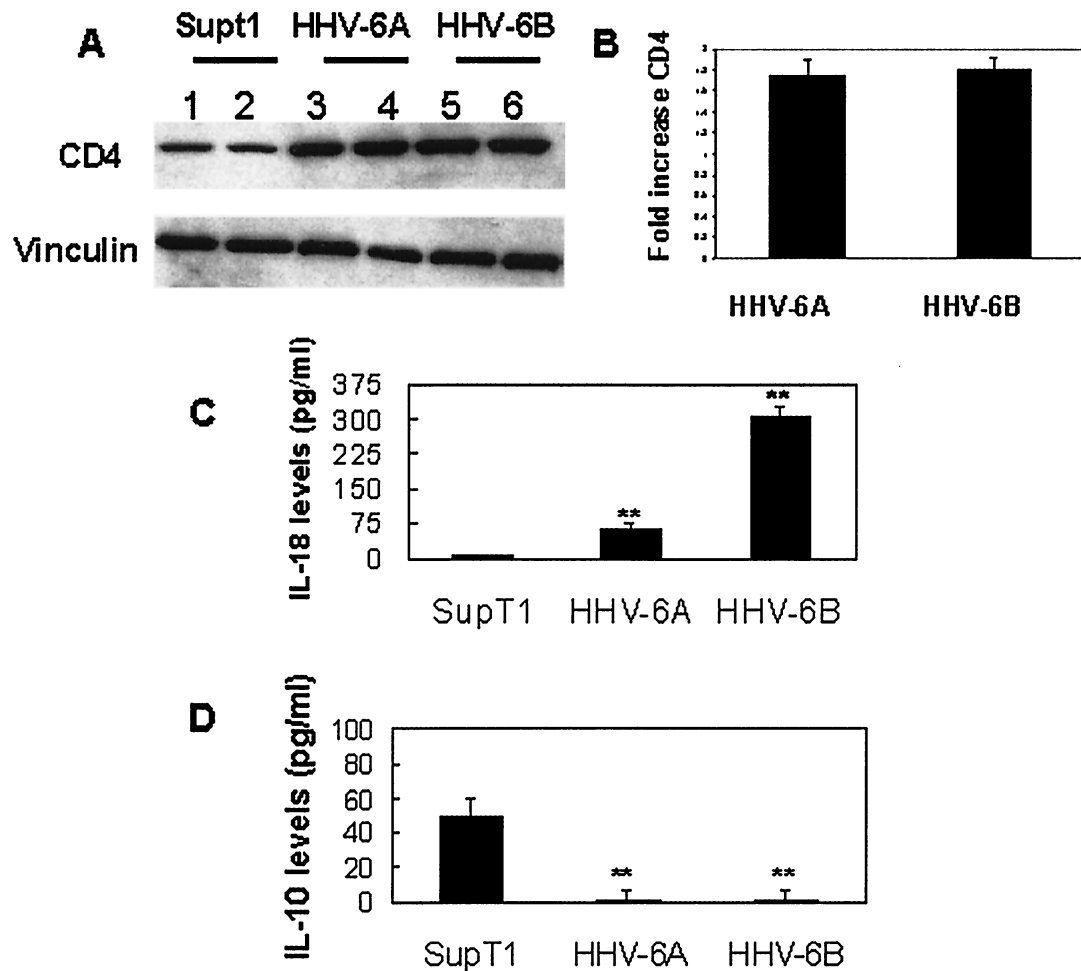 A
Supt1 HHV-6A HHV-6B
1 2 3 4 5 6
CD4
Vinculin
B
Fold increase CD4
HHV-6A HHV-6B
C
IL-18 levels (pg/ml)
375
300
225
150
75
0
** **
SupT1 HHV-6A HHV-6B
D
IL-10 levels (pg/ml)
100
80
60
40
20
0
** **
SupT1 HHV-6A HHV-6B